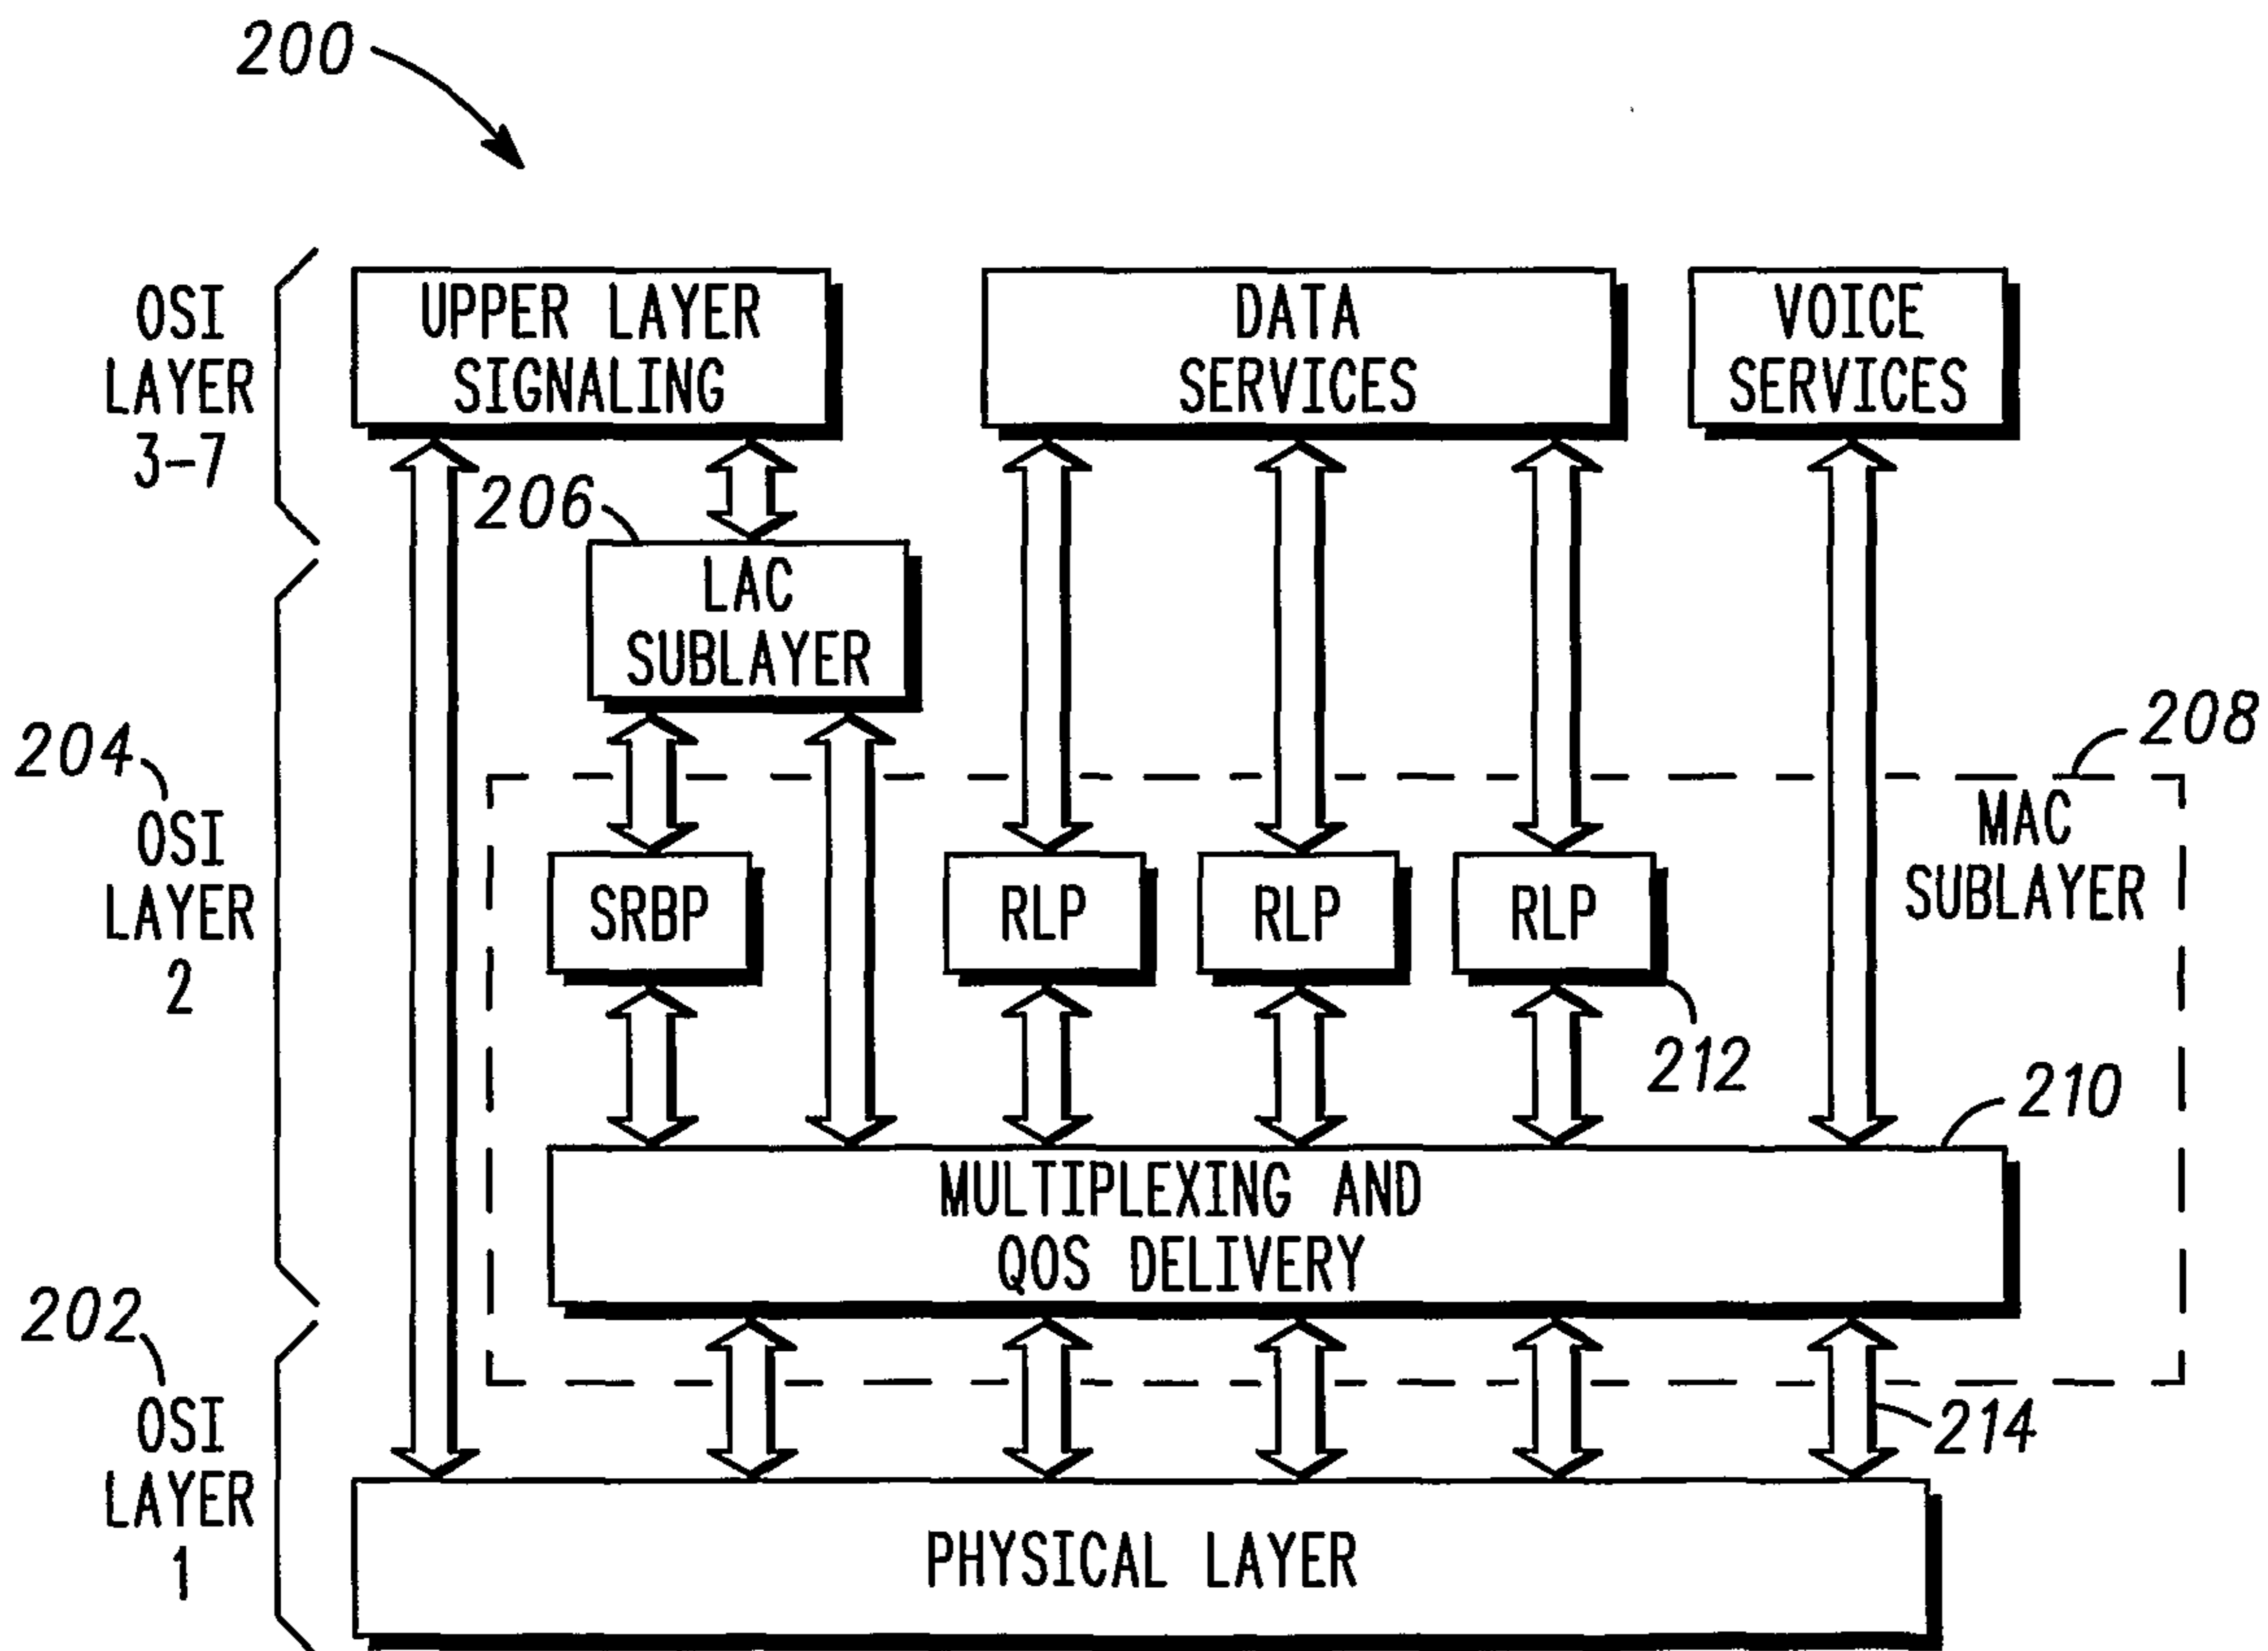 200
OSI
LAYER
3-7
UPPER LAYER
SIGNALING
DATA
SERVICES
VOICE
SERVICES
206
LAC
SUBLAYER
204
OSI
LAYER
2
208
MAC
SUBLAYER
SRBP
RLP
RLP
RLP
212
210
MULTIPLEXING AND
QOS DELIVERY
202
OSI
LAYER
1
214
PHYSICAL LAYER